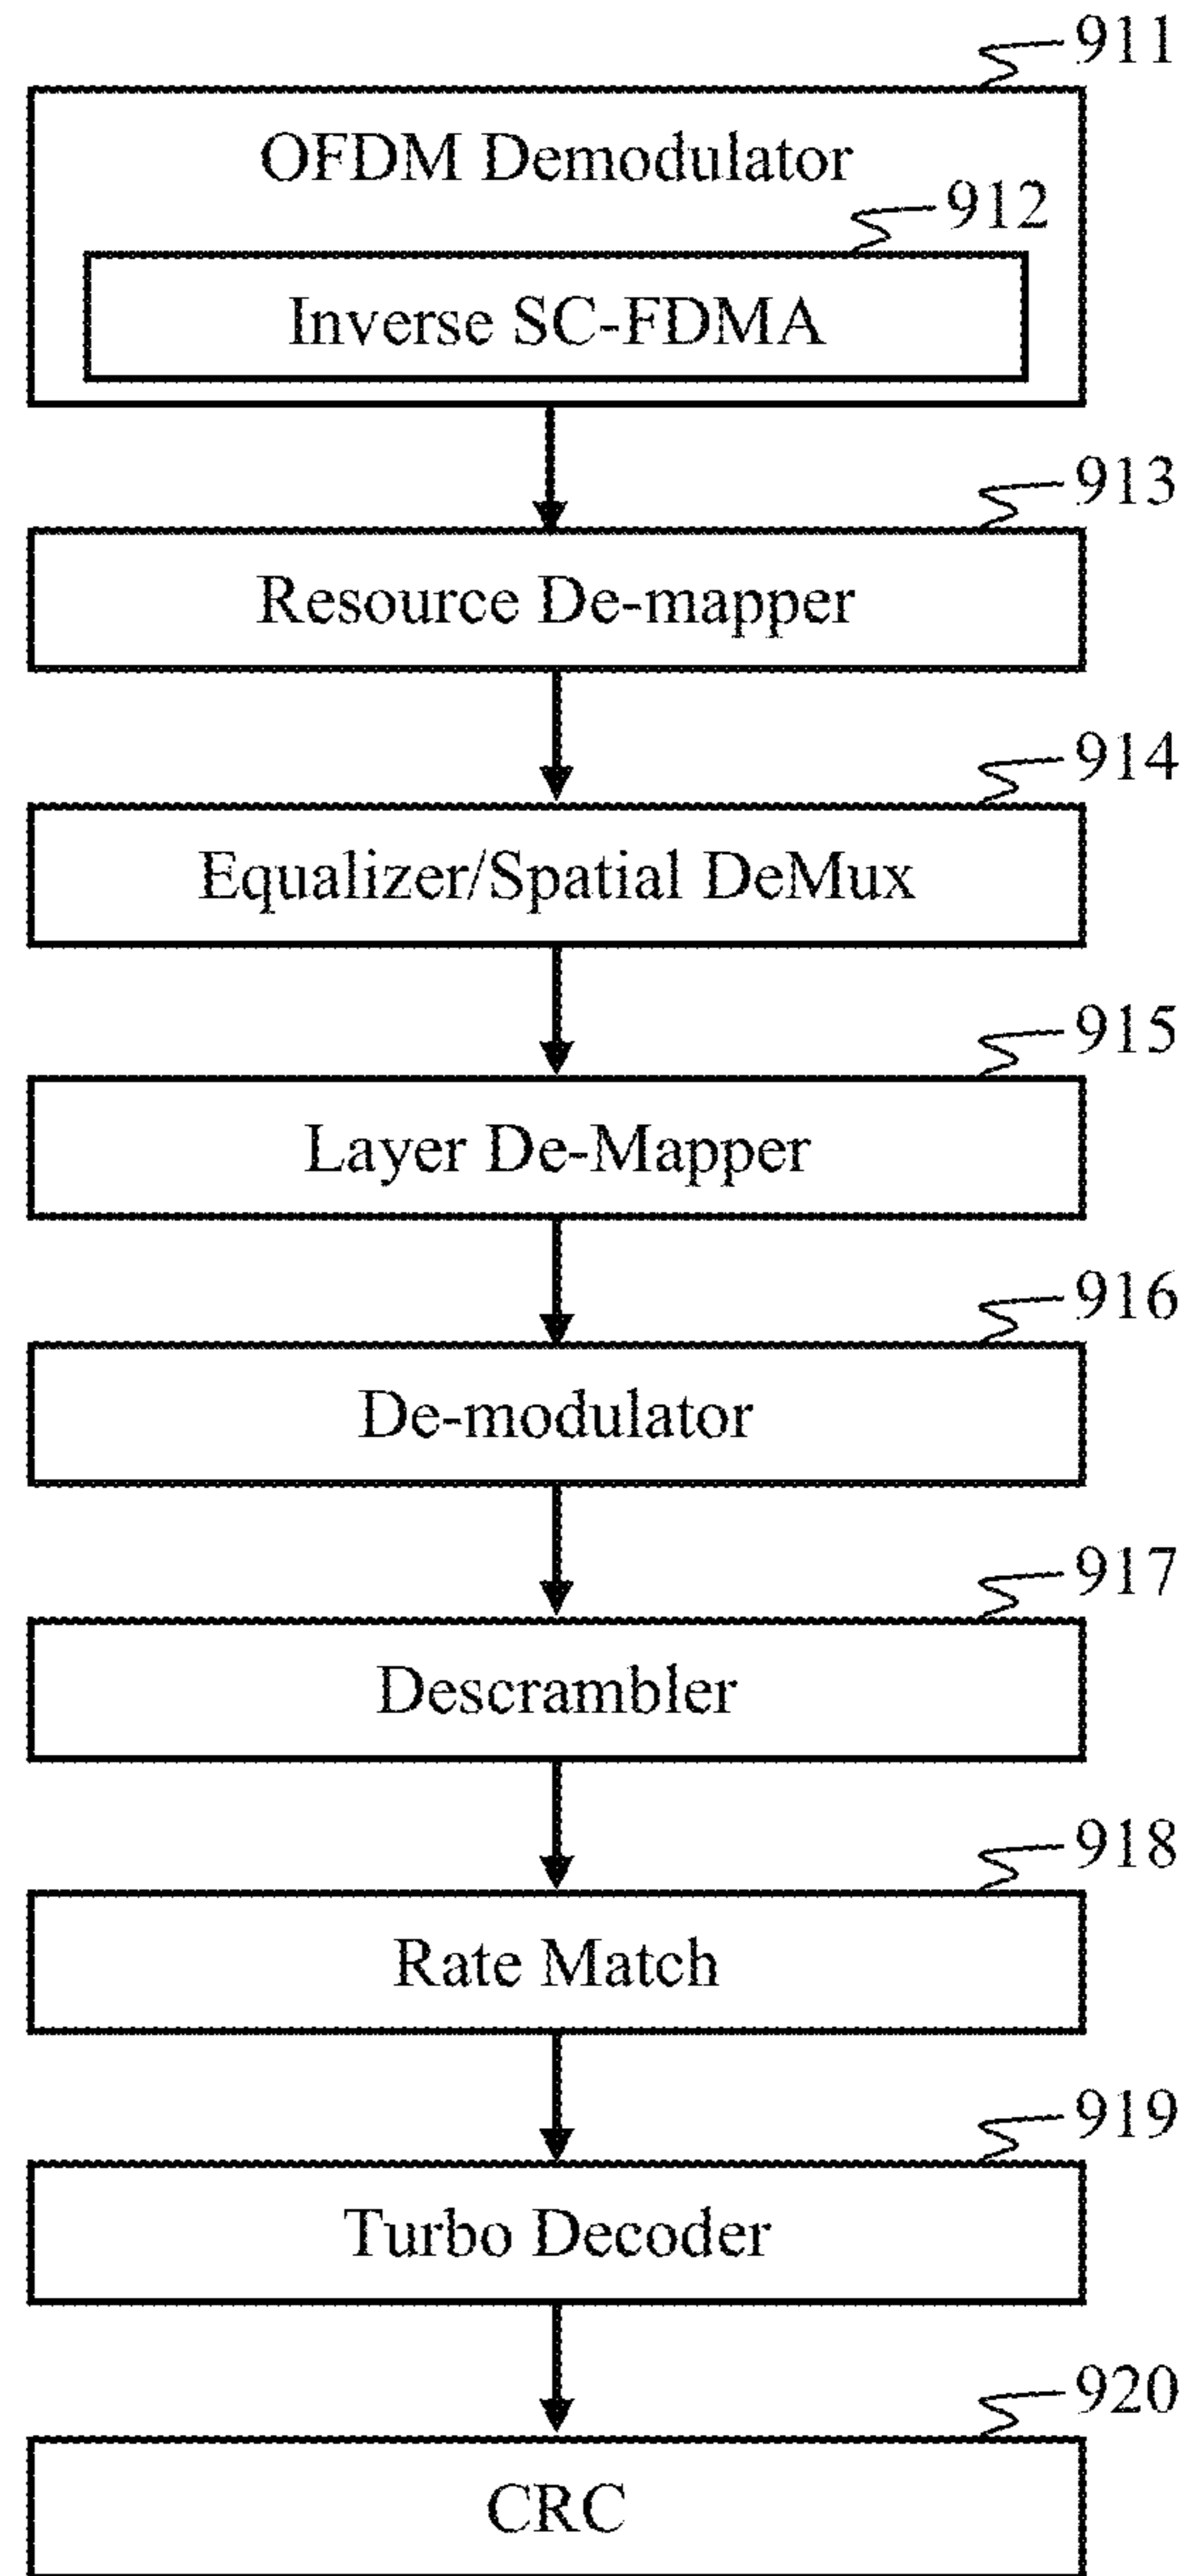 911
OFDM Demodulator
912
Inverse SC-FDMA
913
Resource De-mapper
914
Equalizer/Spatial DeMux
915
Layer De-Mapper
916
De-modulator
917
Descrambler
918
Rate Match
919
Turbo Decoder
920
CRC